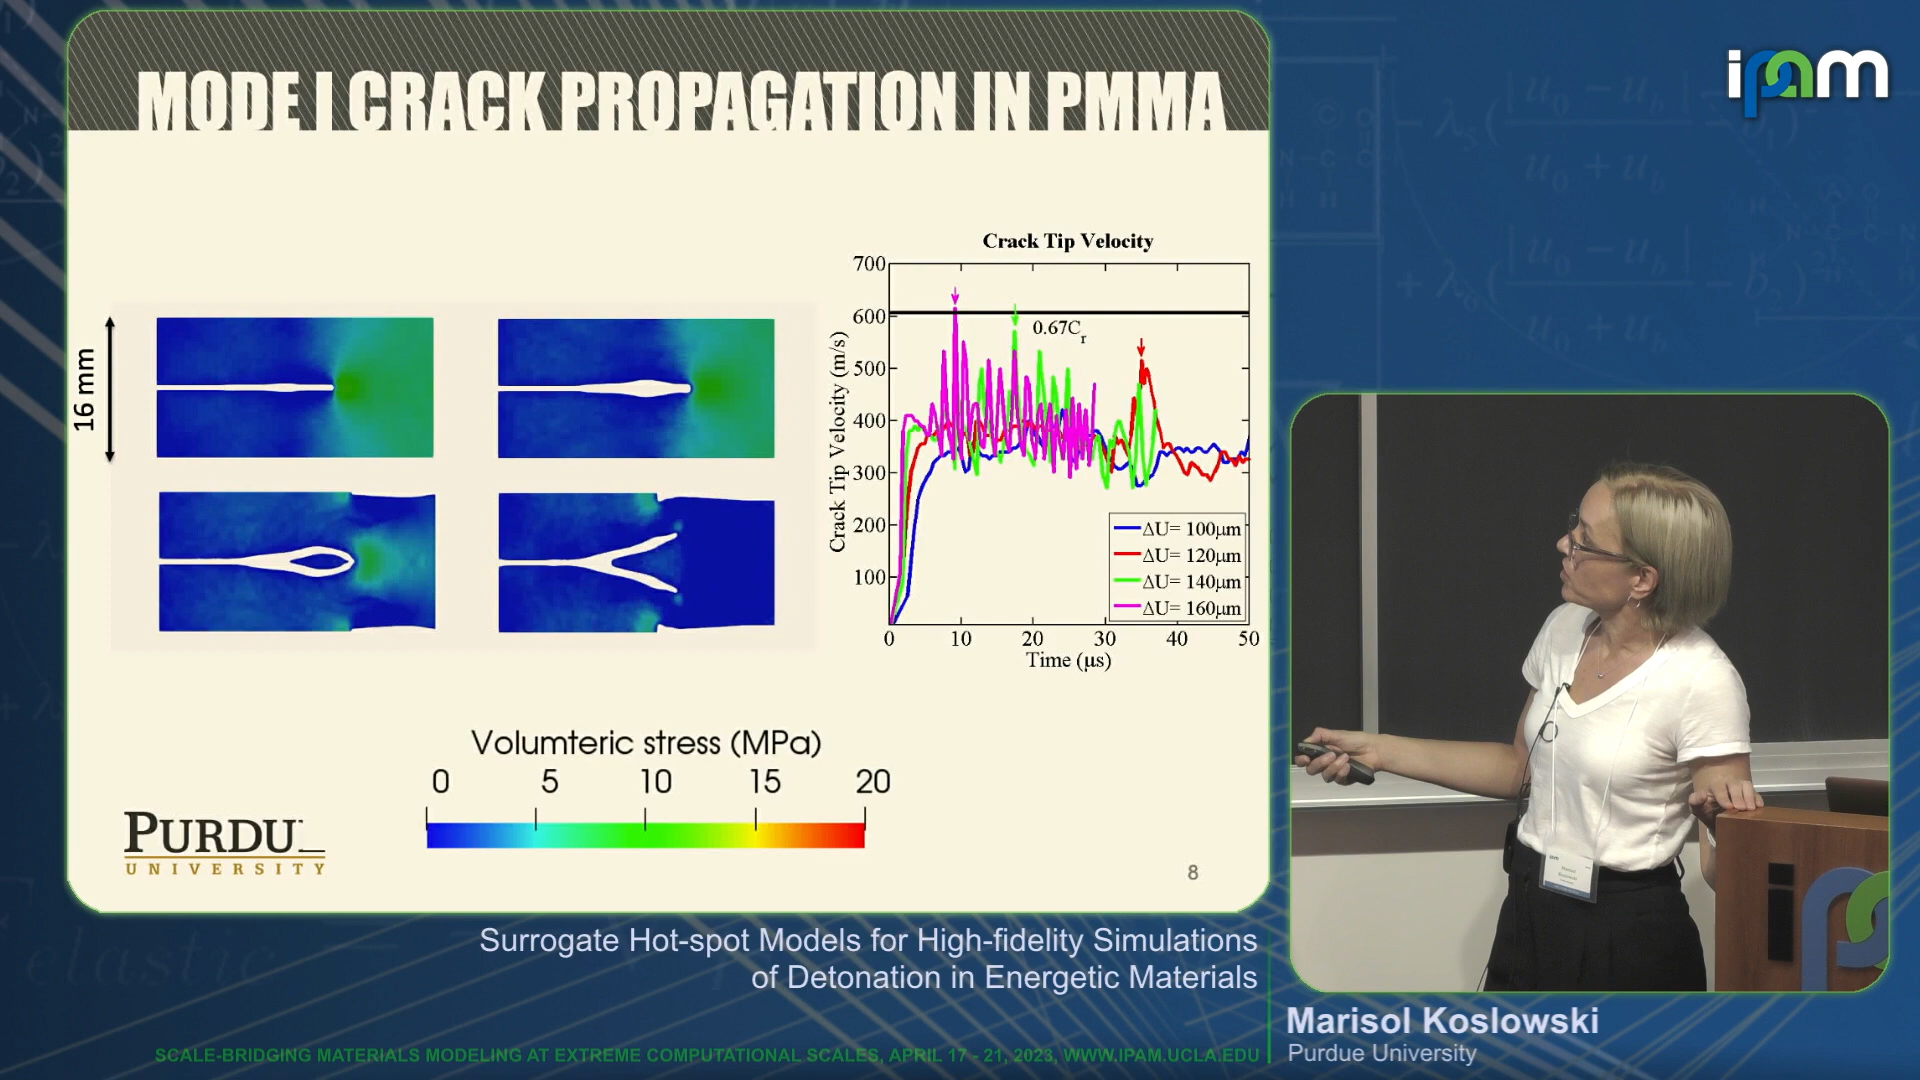 MODE I CRACK PROPAGATION IN PMMA
ipam
16 mm
Crack Tip Velocity
700
600
500
400
300
200
100
Crack Tip Velocity (m/s)
0.67Cr
ΔU= 100μm
ΔU= 120μm
ΔU= 140μm
ΔU= 160μm
0 10 20 30 40 50
Time (μs)
Volumteric stress (MPa)
0 5 10 15 20
PURDU
UNIVERSITY
8
Surrogate Hot-spot Models for High-fidelity Simulations
of Detonation in Energetic Materials
Marisol Koslowski
Purdue University
SCALE-BRIDGING MATERIALS MODELING AT EXTREME COMPUTATIONAL SCALES, APRIL 17 - 21, 2023, WWW.IPAM.UCLA.EDU
elastic